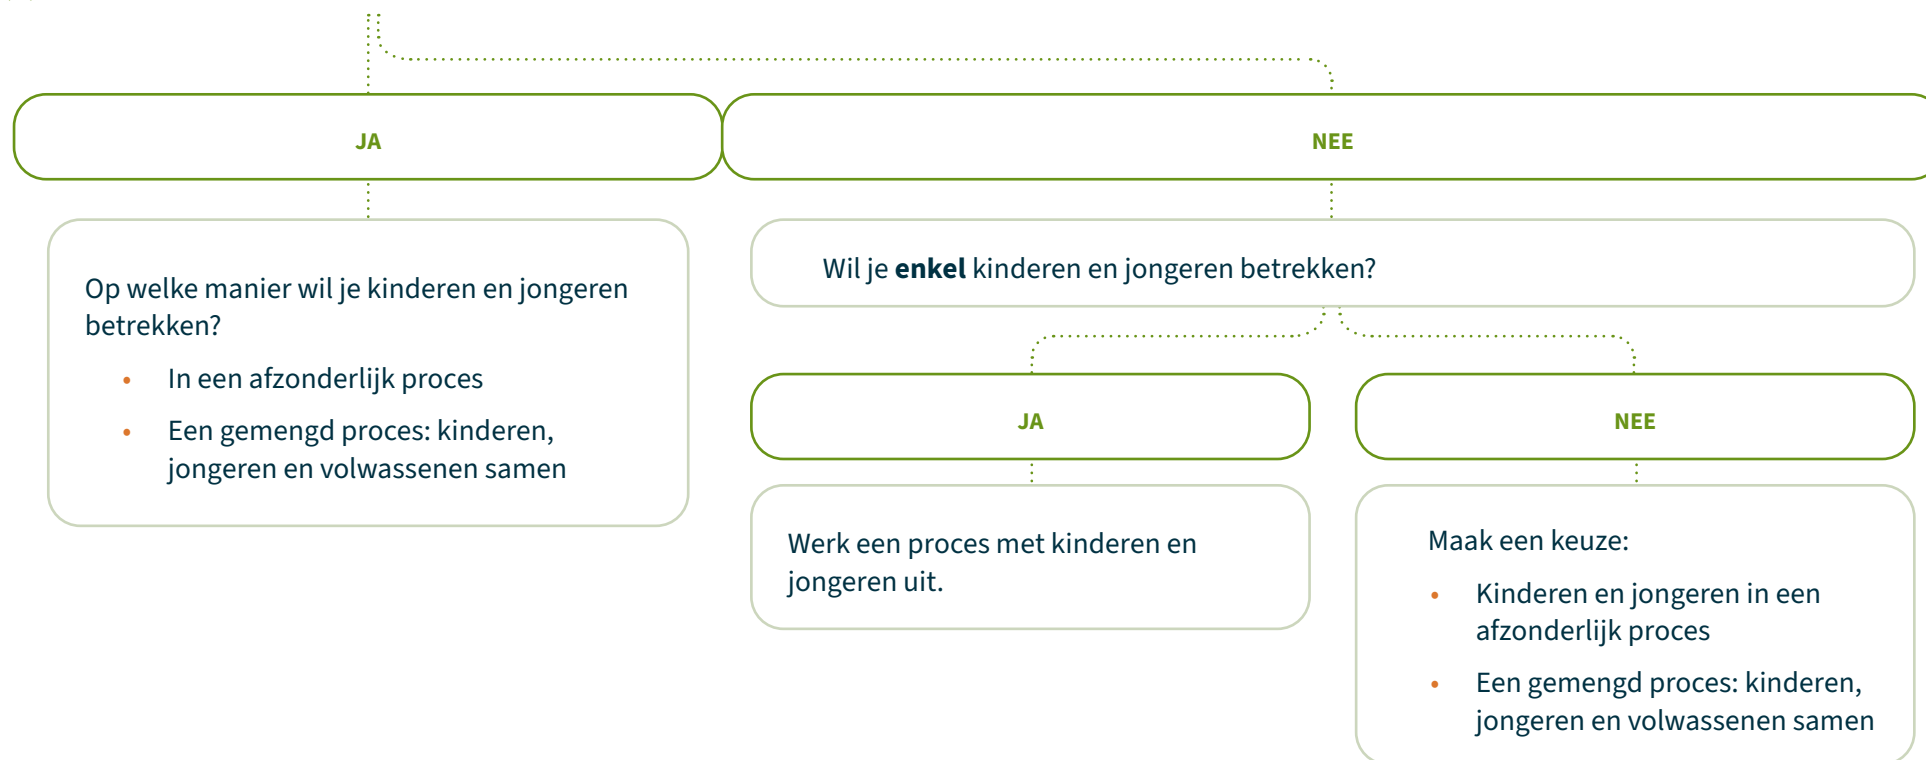 JA
NEE
Op welke manier wil je kinderen en jongeren
betrekken?
• In een afzonderlijk proces
• Een gemengd proces: kinderen,
jongeren en volwassenen samen
Wil je enkel kinderen en jongeren betrekken?
JA
Werk een proces met kinderen en
jongeren uit.
NEE
Maak een keuze:
• Kinderen en jongeren in een
afzonderlijk proces
• Een gemengd proces: kinderen,
jongeren en volwassenen samen